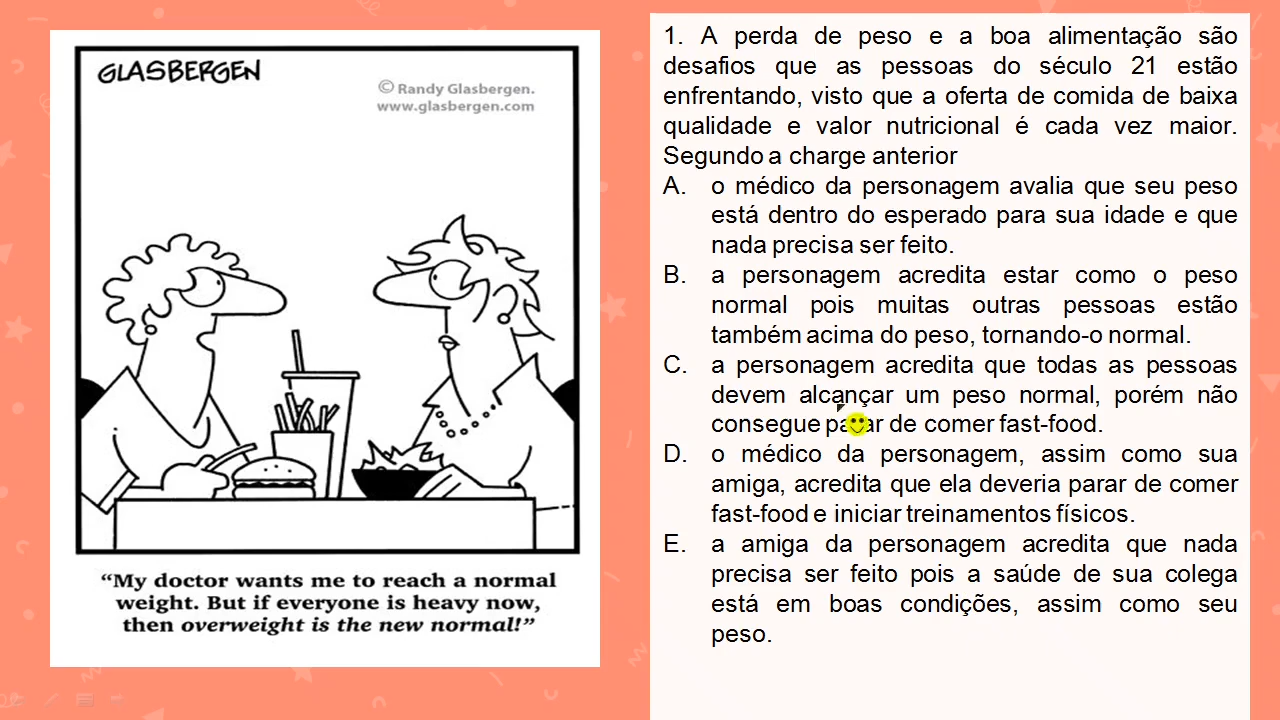 GLASBERGEN
© Randy Glasbergen.
www.glasbergen.com
“My doctor wants me to reach a normal
weight. But if everyone is heavy now,
then overweight is the new normal!”
1. A perda de peso e a boa alimentação são
desafios que as pessoas do século 21 estão
enfrentando, visto que a oferta de comida de baixa
qualidade e valor nutricional é cada vez maior.
Segundo a charge anterior
A. o médico da personagem avalia que seu peso
está dentro do esperado para sua idade e que
nada precisa ser feito.
B. a personagem acredita estar como o peso
normal pois muitas outras pessoas estão
também acima do peso, tornando-o normal.
C. a personagem acredita que todas as pessoas
devem alcançar um peso normal, porém não
consegue parar de comer fast-food.
D. o médico da personagem, assim como sua
amiga, acredita que ela deveria parar de comer
fast-food e iniciar treinamentos físicos.
E. a amiga da personagem acredita que nada
precisa ser feito pois a saúde de sua colega
está em boas condições, assim como seu
peso.